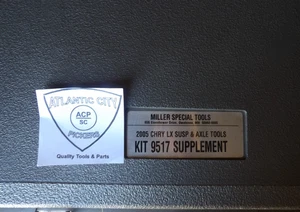 ATLANTIC CITY
ACP
SC
PICKERS
Quality Tools & Parts
MILLER SPECIAL TOOLS
2005 CHRY LX SUSP & AXLE TOOLS
KIT 9517 SUPPLEMENT